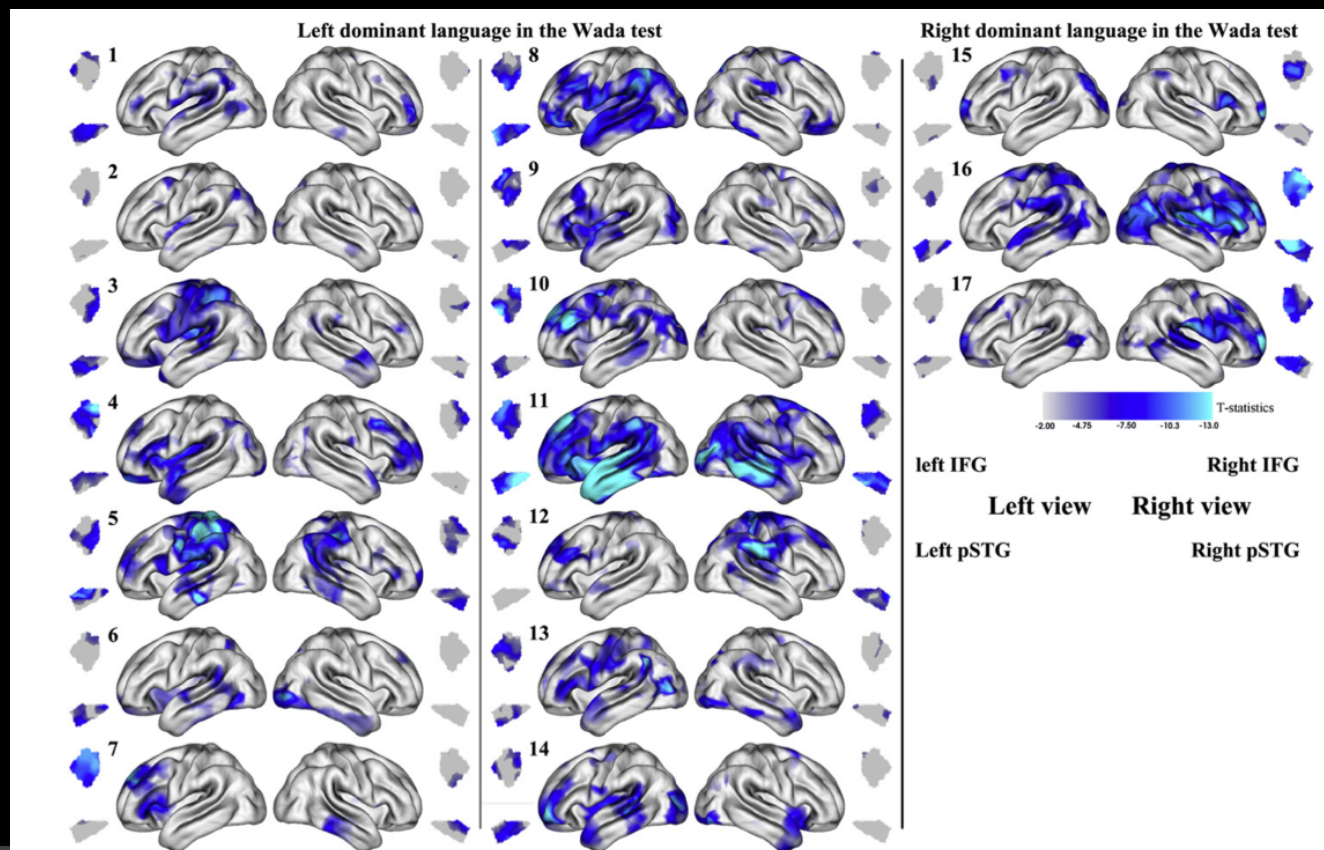 Left dominant language in the Wada test
Right dominant language in the Wada test
1
8
15
2
9
16
3
10
17
T-statistics
-2.00 -4.75 -7.50 -10.3 -13.0
4
11
left IFG
Right IFG
Left view
Right view
5
12
Left pSTG
Right pSTG
6
13
7
14